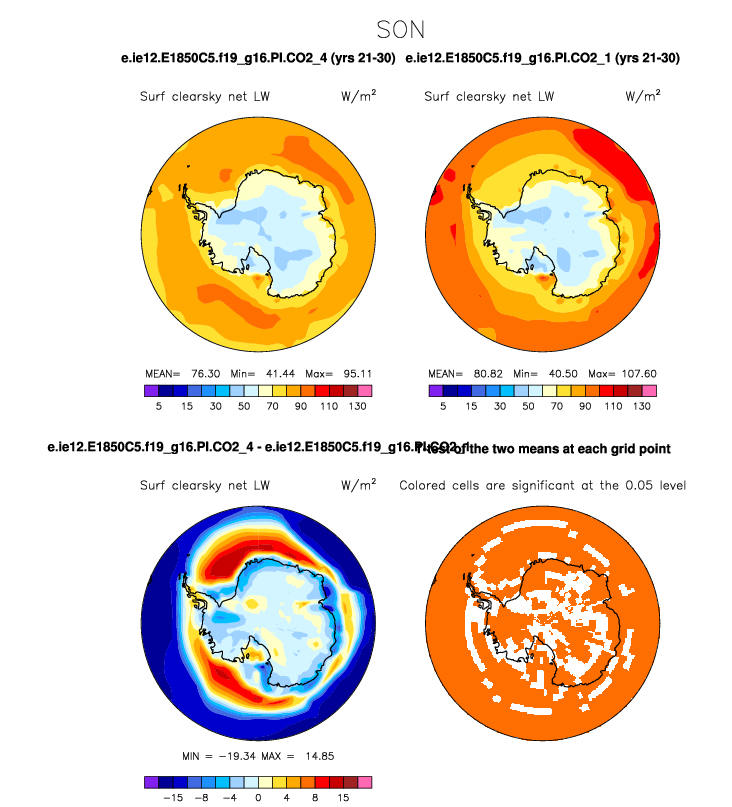 SON
e.ie12.E1850C5.f19_g16.PI.CO2_4 (yrs 21-30) e.ie12.E1850C5.f19_g16.PI.CO2_1 (yrs 21-30)
Surf clearsky net LW W/m² Surf clearsky net LW W/m²
MEAN= 76.30 Min= 41.44 Max= 95.11 MEAN= 80.82 Min= 40.50 Max= 107.60
5 15 30 50 70 90 110 130 5 15 30 50 70 90 110 130
e.ie12.E1850C5.f19_g16.PI.CO2_4 - e.ie12.E1850C5.f19_g16.PI.CO2_1 T-test of the two means at each grid point
Surf clearsky net LW W/m² Colored cells are significant at the 0.05 level
MIN = -19.34 MAX = 14.85
-15 -8 -4 0 4 8 15